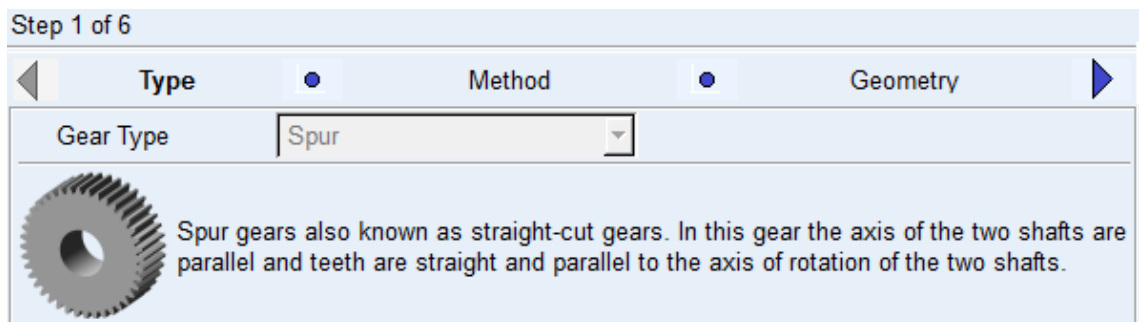 Step 1 of 6
Type Method Geometry
Gear Type Spur
Spur gears also known as straight-cut gears. In this gear the axis of the two shafts are
parallel and teeth are straight and parallel to the axis of rotation of the two shafts.